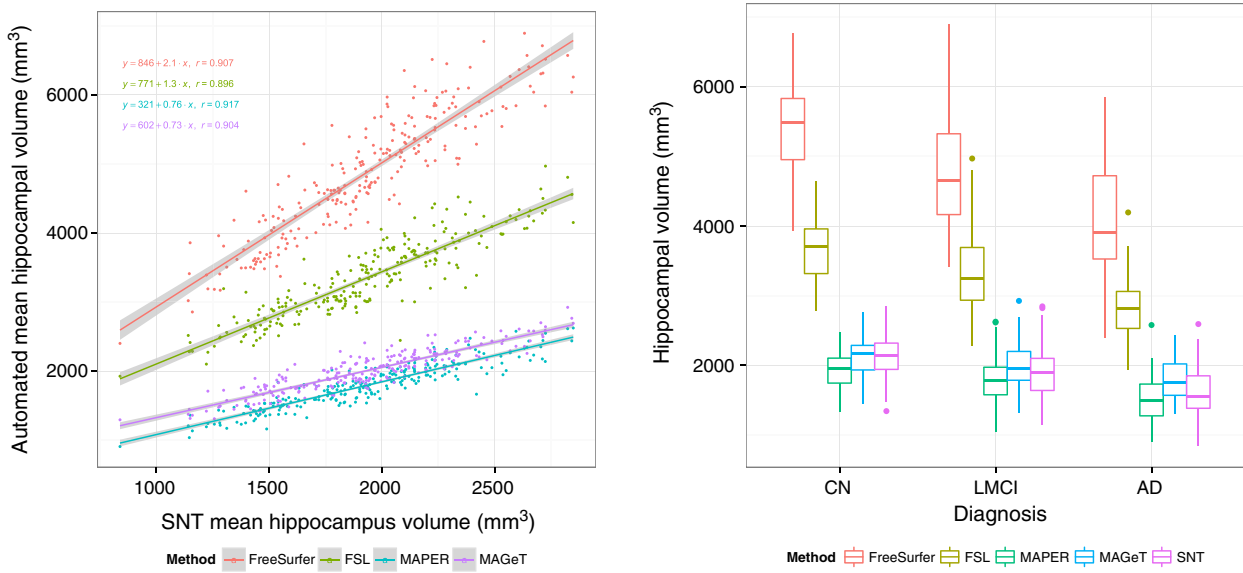 Automated mean hippocampal volume (mm³)
6000
4000
2000
y = 846 + 2.1 · x, r = 0.907
y = 771 + 1.3 · x, r = 0.896
y = 321 + 0.76 · x, r = 0.917
y = 602 + 0.73 · x, r = 0.904
1000 1500 2000 2500
SNT mean hippocampus volume (mm³)
Method FreeSurfer FSL MAPER MAGeT
Hippocampal volume (mm³)
6000
4000
2000
CN LMCI AD
Diagnosis
Method FreeSurfer FSL MAPER MAGeT SNT